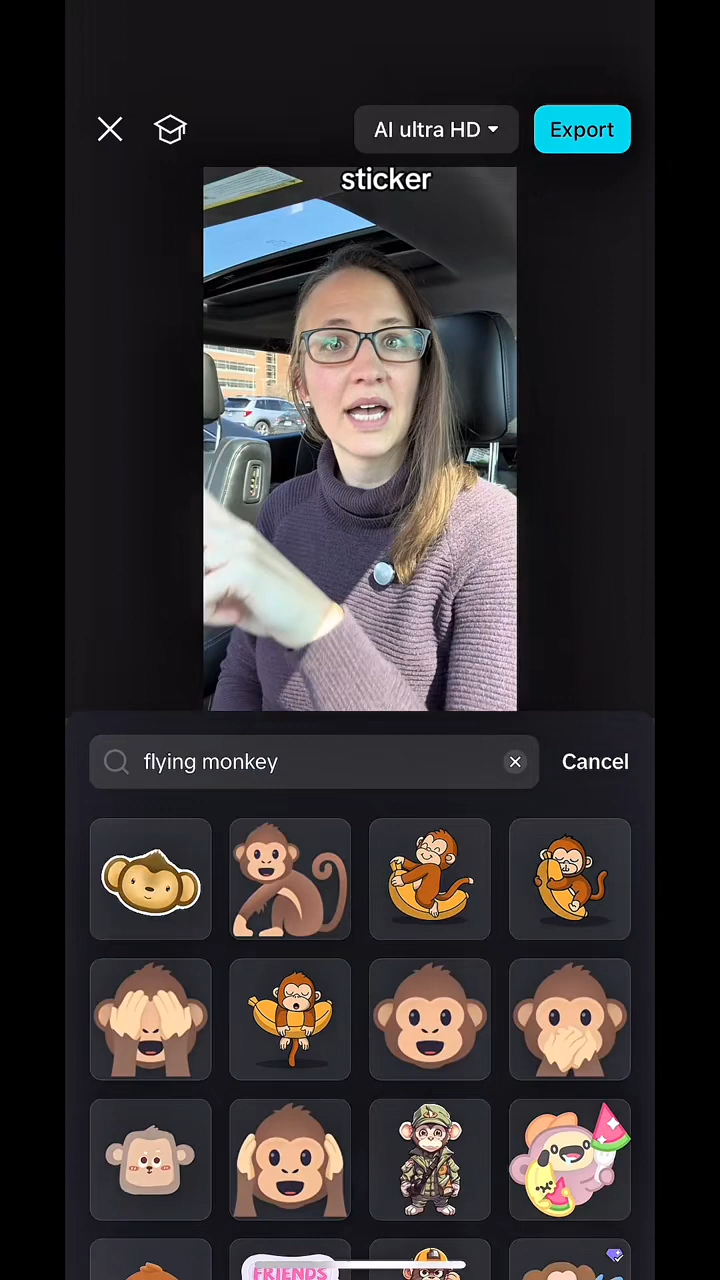 AI ultra HD
Export
sticker
flying monkey
Cancel
FRIENDS